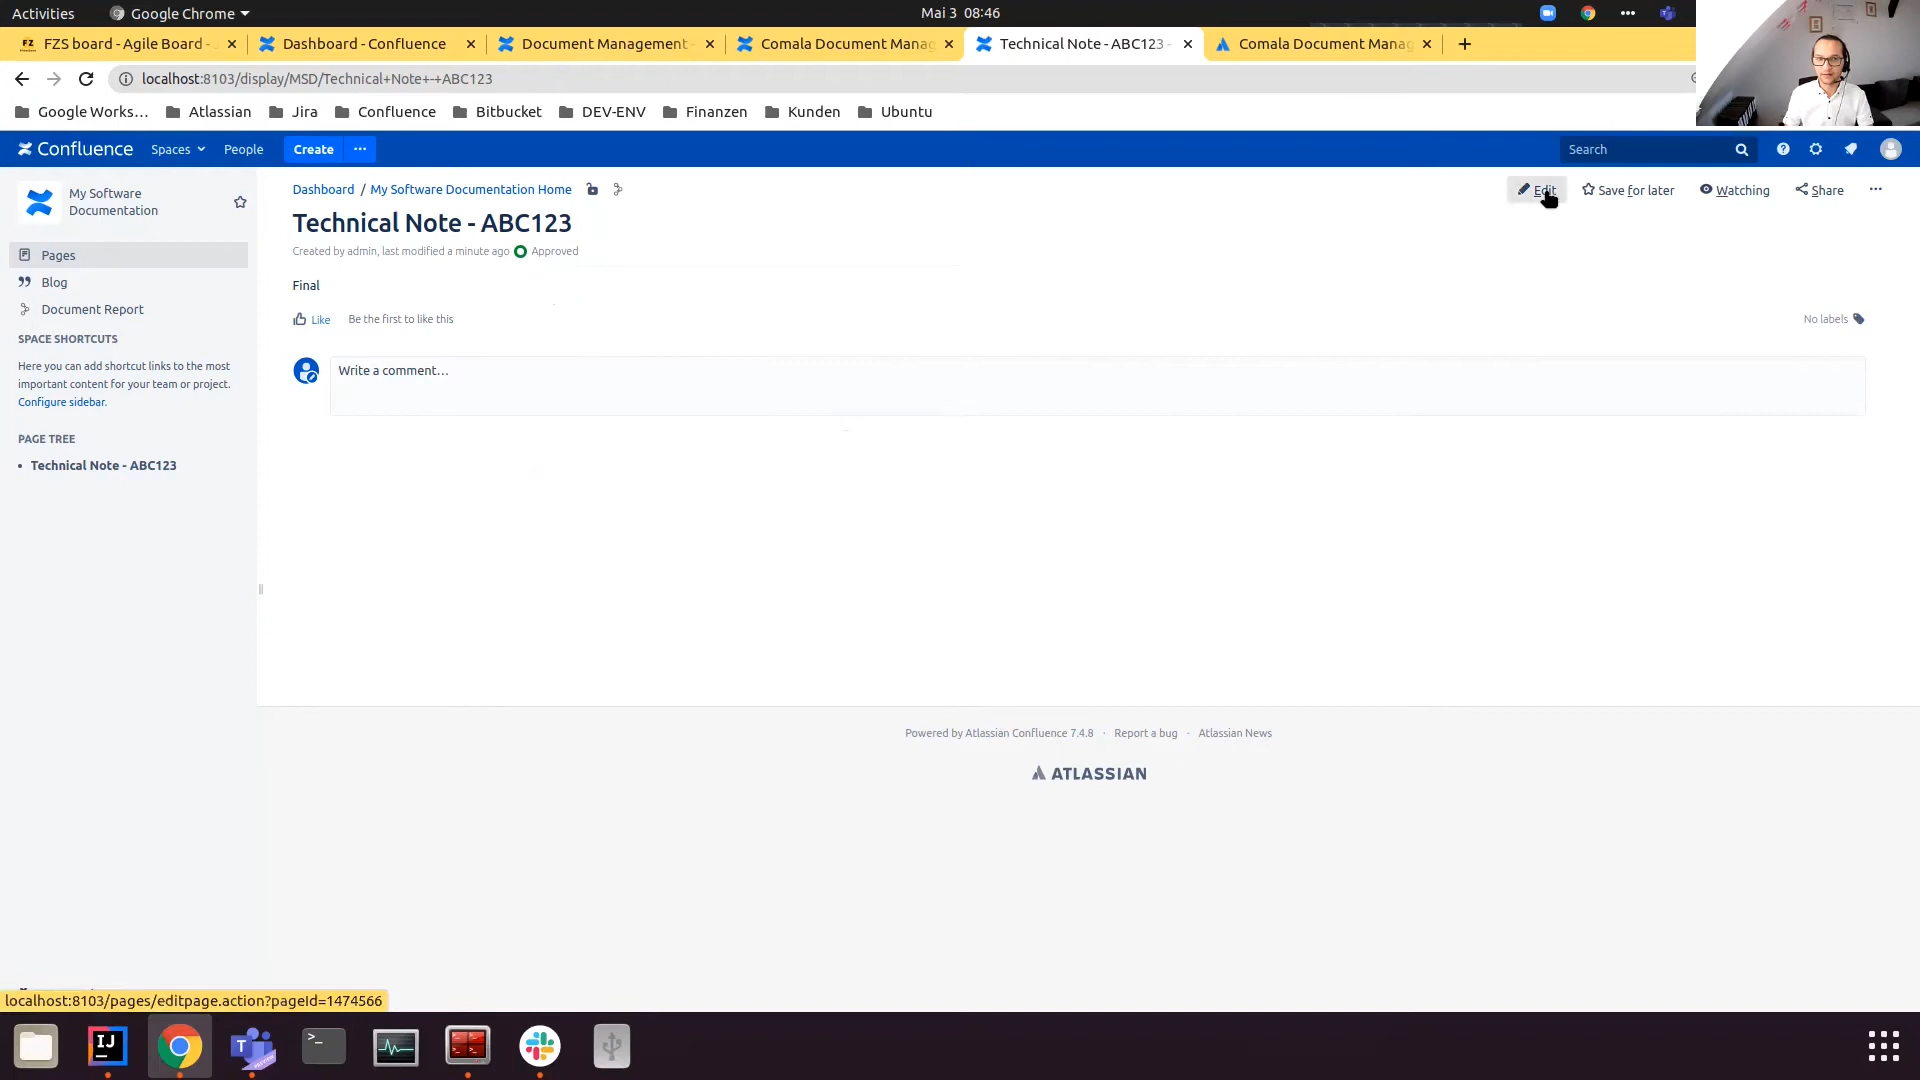 Activities
Google Chrome
Mai 3 08:46
FZS board - Agile Board -
Dashboard - Confluence
Document Management -
Comala Document Manag
Technical Note - ABC123 -
Comala Document Manag
localhost:8103/display/MSD/Technical+Note+-+ABC123
Google Works...
Atlassian
Jira
Confluence
Bitbucket
DEV-ENV
Finanzen
Kunden
Ubuntu
Confluence
Spaces
People
Create
Search
My Software
Documentation
Pages
Blog
Document Report
SPACE SHORTCUTS
Here you can add shortcut links to the most
important content for your team or project.
Configure sidebar.
PAGE TREE
Technical Note - ABC123
Dashboard / My Software Documentation Home
Edit
Save for later
Watching
Share
Technical Note - ABC123
Created by admin, last modified a minute ago Approved
Final
Like
Be the first to like this
No labels
Write a comment...
Powered by Atlassian Confluence 7.4.8 · Report a bug · Atlassian News
ATLASSIAN
localhost:8103/pages/editpage.action?pageId=1474566